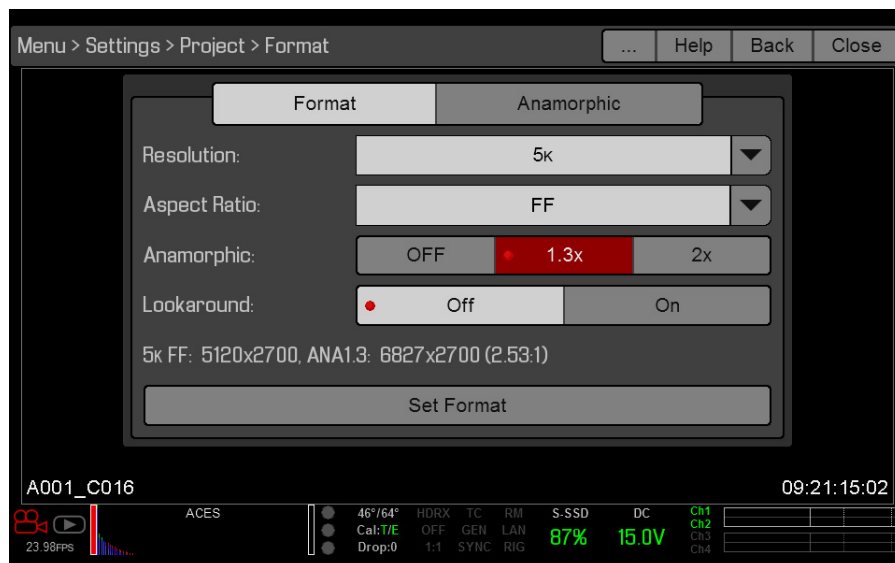 Menu > Settings > Project > Format ... Help Back Close
Format Anamorphic
Resolution: 5K
Aspect Ratio: FF
Anamorphic: OFF 1.3x 2x
Lookaround: Off On
5K FF: 5120x2700, ANA1.3: 6827x2700 (2.53:1)
Set Format
A001_C016 09:21:15:02
ACES 46°/64° HDRX TC RM S-SSD DC Ch1
Cal:T/E OFF GEN LAN 87% 15.0V Ch2
23.98FPS Drop:0 1:1 SYNC RIG Ch3
Ch4